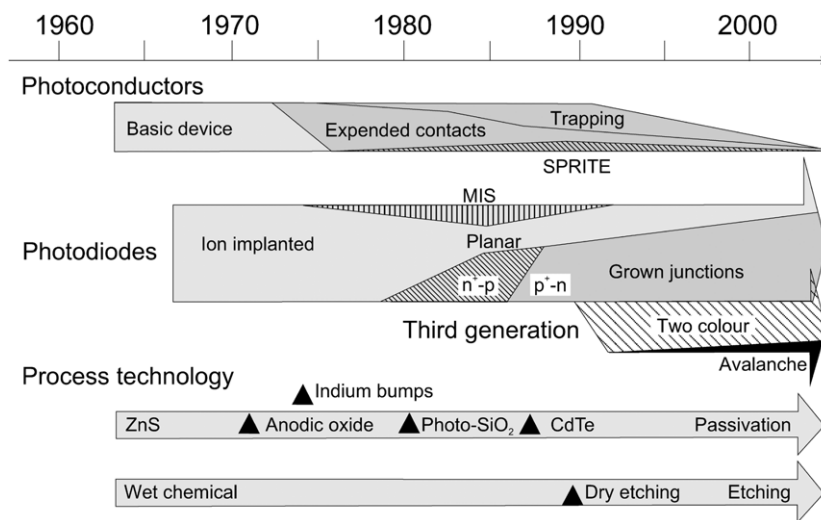 1960 1970 1980 1990 2000
Photoconductors
Basic device Expended contacts Trapping
SPRITE
MIS
Photodiodes Ion implanted Planar
n⁺-p p⁺-n Grown junctions
Third generation Two colour
Avalanche
Process technology
Indium bumps
ZnS Anodic oxide Photo-SiO₂ CdTe Passivation
Wet chemical Dry etching Etching